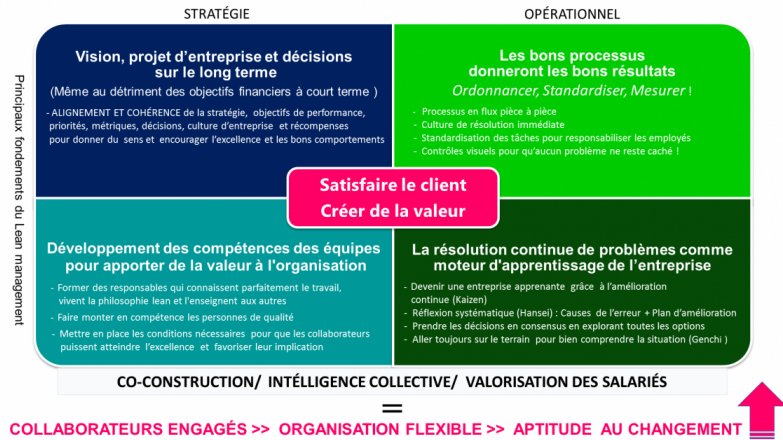 STRATÉGIE
OPÉRATIONNEL
Principaux fondements du Lean management
Vision, projet d'entreprise et décisions
sur le long terme
(Même au détriment des objectifs financiers à court terme )
- ALIGNEMENT ET COHÉRENCE de la stratégie, objectifs de performance,
priorités, métriques, décisions, culture d'entreprise et récompenses
pour donner du sens et encourager l'excellence et les bons comportements
Les bons processus
donneront les bons résultats
Ordonnancer, Standardiser, Mesurer !
- Processus en flux pièce à pièce
- Culture de résolution immédiate
- Standardisation des tâches pour responsabiliser les employés
- Contrôles visuels pour qu'aucun problème ne reste caché !
Satisfaire le client
Créer de la valeur
Développement des compétences des équipes
pour apporter de la valeur à l'organisation
- Former des responsables qui connaissent parfaitement le travail,
vivent la philosophie lean et l'enseignent aux autres
- Faire monter en compétence les personnes de qualité
- Mettre en place les conditions nécessaires pour que les collaborateurs
puissent atteindre l'excellence et favoriser leur implication
La résolution continue de problèmes comme
moteur d'apprentissage de l'entreprise
- Devenir une entreprise apprenante grâce à l'amélioration
continue (Kaizen)
- Réflexion systématique (Hansei) : Causes de l'erreur + Plan d'amélioration
- Prendre les décisions en consensus en explorant toutes les options
- Aller toujours sur le terrain pour bien comprendre la situation (Genchi )
CO-CONSTRUCTION/ INTÉLLIGENCE COLLECTIVE/ VALORISATION DES SALARIÉS
=
COLLABORATEURS ENGAGÉS >> ORGANISATION FLEXIBLE >> APTITUDE AU CHANGEMENT